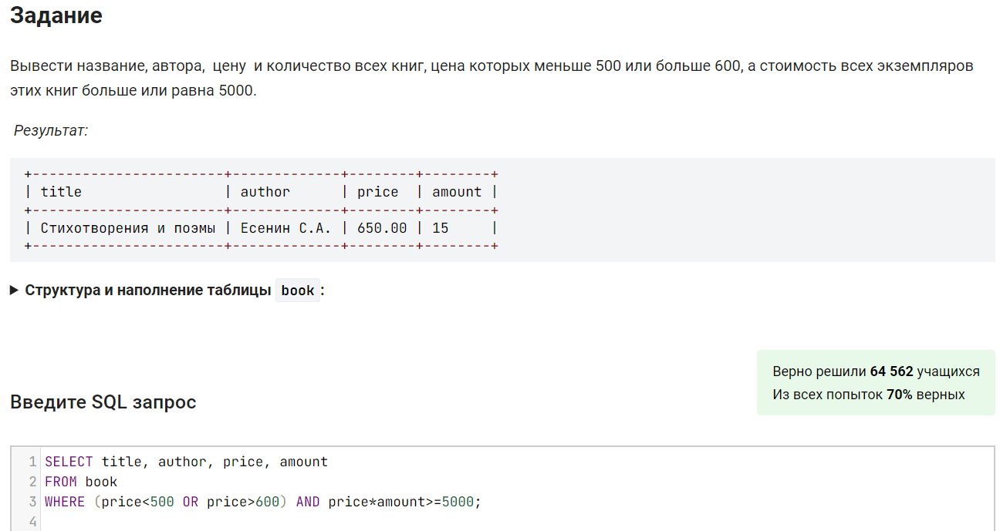 Задание
Вывести название, автора,  цену  и количество всех книг, цена которых меньше 500 или больше 600, а стоимость всех экземпляров
этих книг больше или равна 5000.
Результат:
+-----------------------+-------------+--------+--------+
| title                 | author      | price  | amount |
+-----------------------+-------------+--------+--------+
| Стихотворения и поэмы | Есенин С.А. | 650.00 | 15     |
+-----------------------+-------------+--------+--------+
▶ Структура и наполнение таблицы book :
Верно решили 64 562 учащихся
Из всех попыток 70% верных
Введите SQL запрос
1 SELECT title, author, price, amount
2 FROM book
3 WHERE (price<500 OR price>600) AND price*amount>=5000;
4